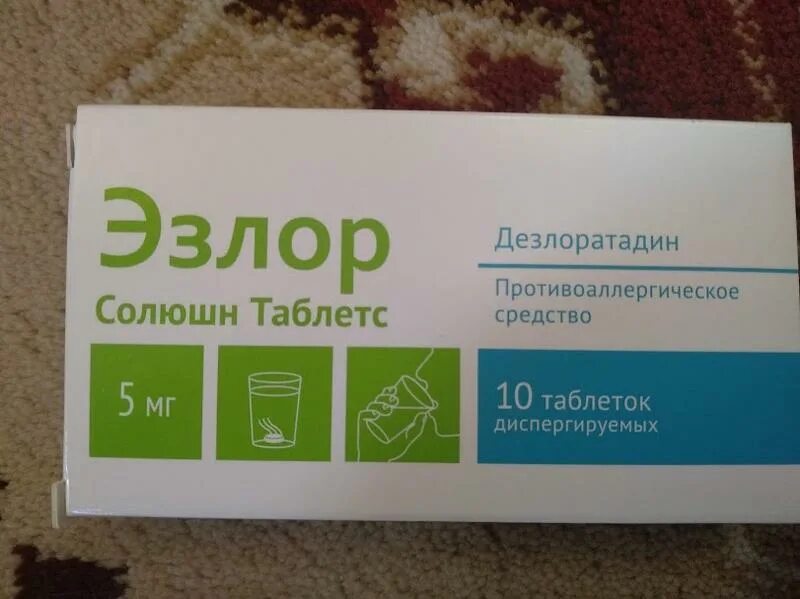 Эзлор
Солюшн Таблетс
5 мг
Дезлоратадин
Противоаллергическое
средство
10 таблеток
диспергируемых